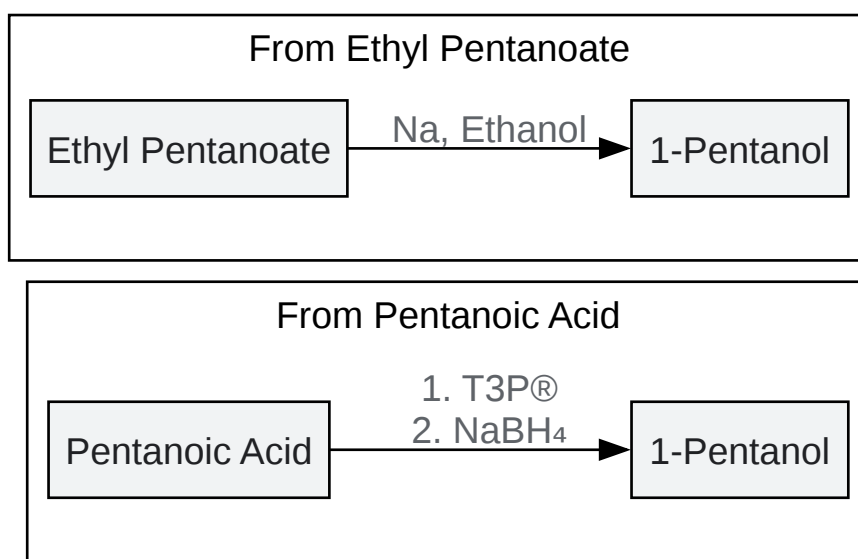 From Ethyl Pentanoate
Ethyl Pentanoate
Na, Ethanol
1-Pentanol
From Pentanoic Acid
Pentanoic Acid
1. T3P®
2. NaBH₄
1-Pentanol